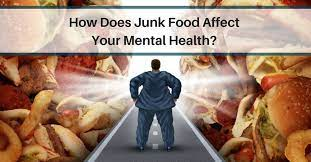 How Does Junk Food Affect
Your Mental Health?